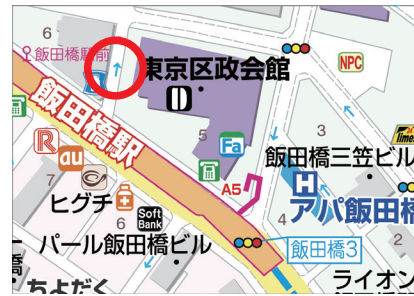 6
飯田橋駅前
東京区政会館
NPC
飯田橋駅
5
Fa
3
R
au
A5
飯田橋三笠ビル
times
7
ヒグチ
6
Soft
Bank
H
アパ飯田橋
4
パール飯田橋ビル
飯田橋3
2
橋
ちよだく
ライオン